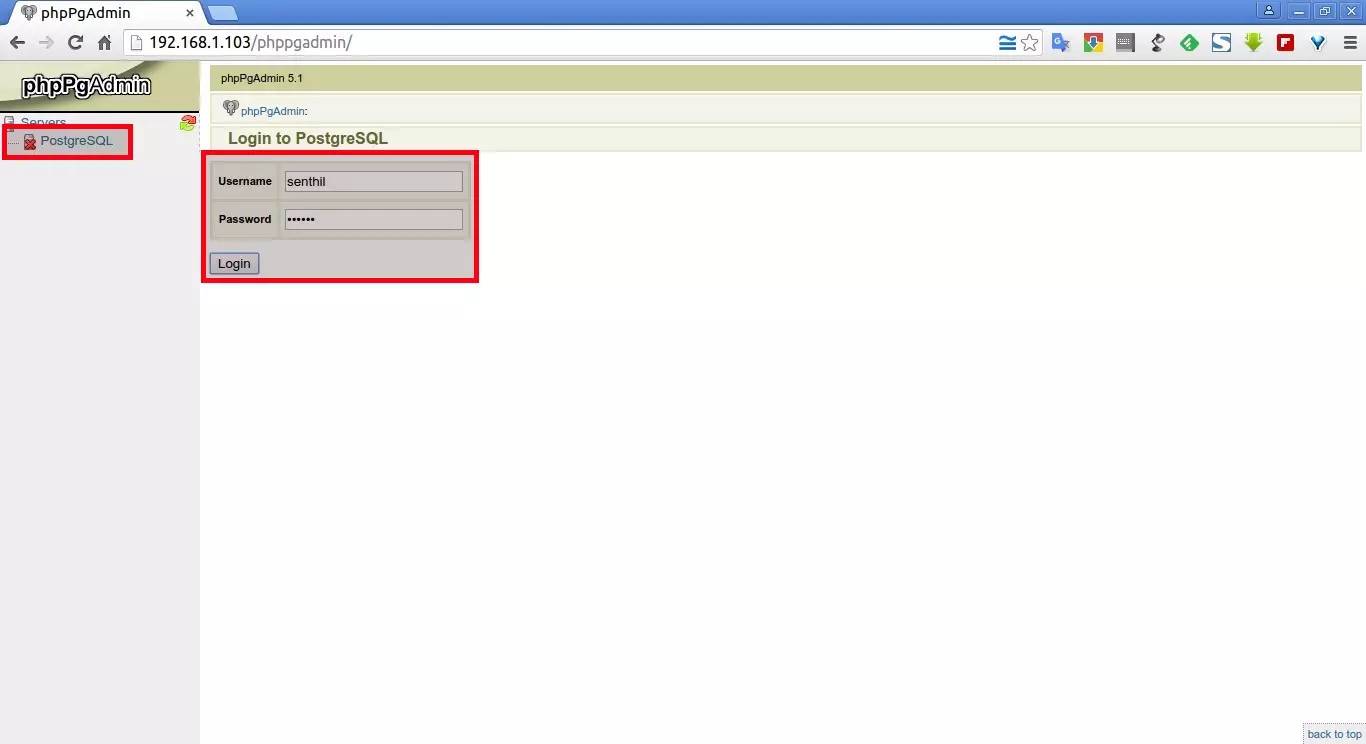 phpPgAdmin
192.168.1.103/phppgadmin/
phpPgAdmin
Servers
PostgreSQL
phpPgAdmin 5.1
phpPgAdmin:
Login to PostgreSQL
Username senthil
Password ••••••
Login
back to top